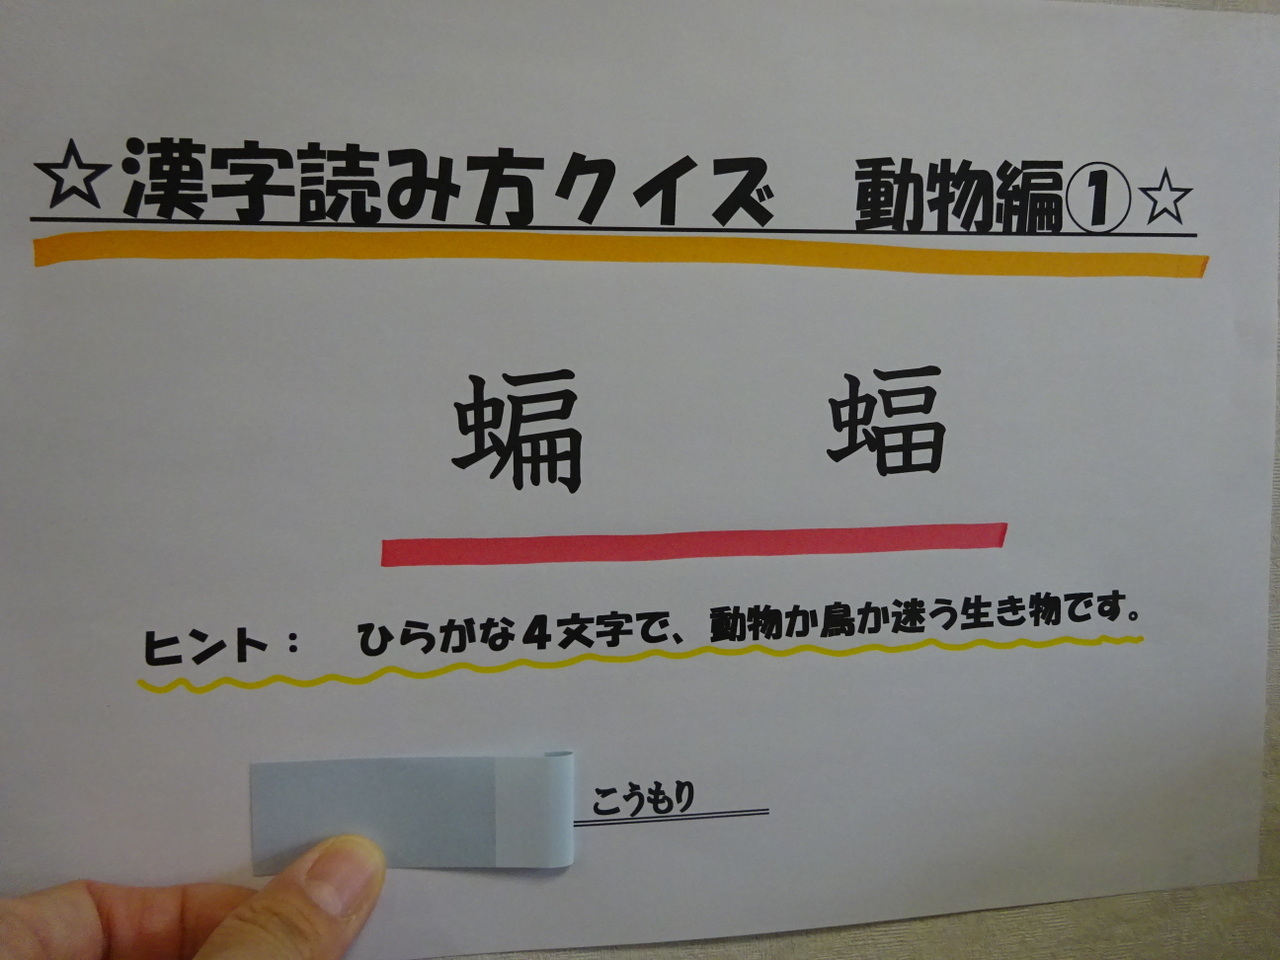 ☆漢字読み方クイズ　動物編①☆
蝙　蝠
ヒント：　ひらがな４文字で、動物か鳥か迷う生き物です。
こうもり